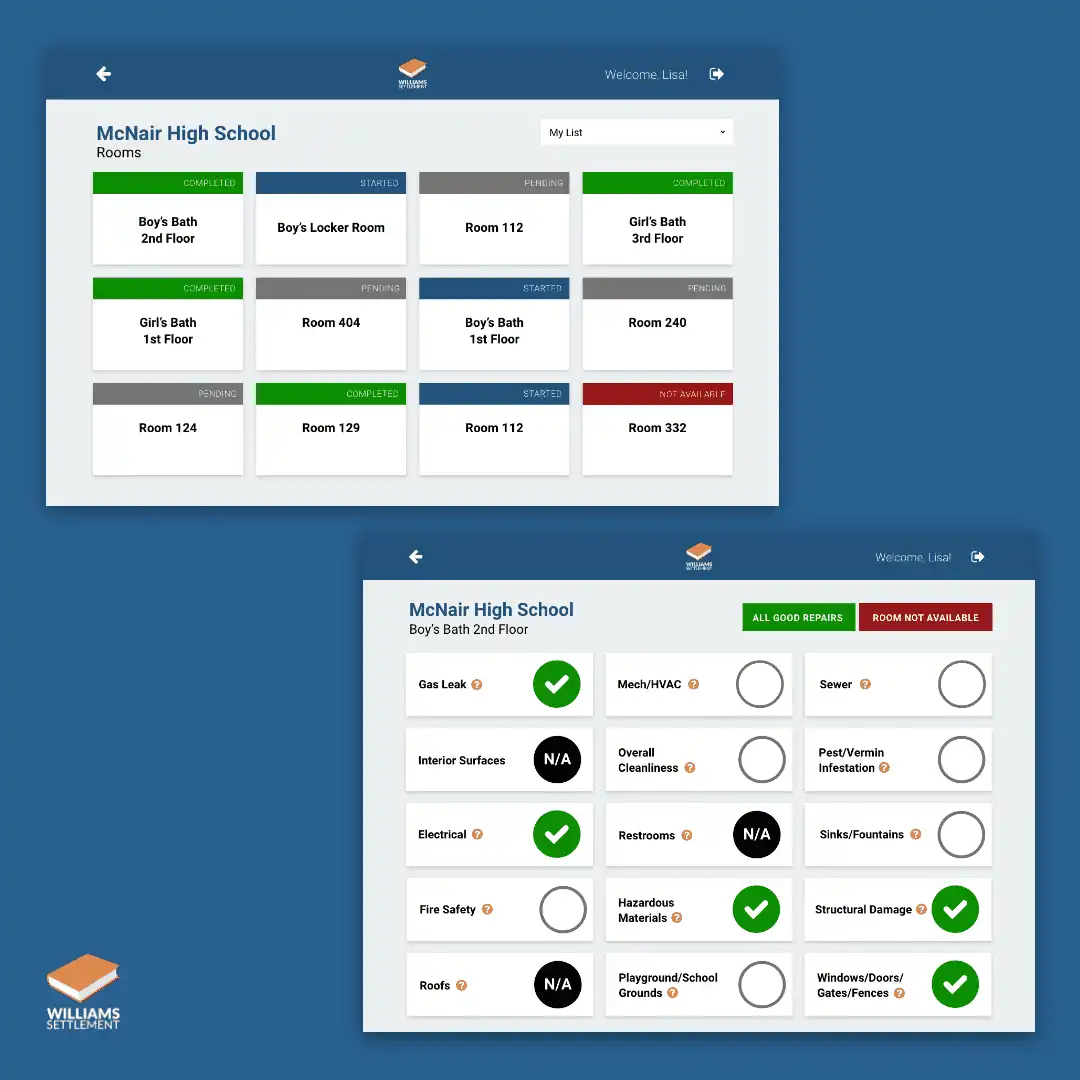 WILLIAMS
SETTLEMENT
Welcome, Lisa!
McNair High School
Rooms
My List
COMPLETED
Boy's Bath
2nd Floor
STARTED
Boy's Locker Room
PENDING
Room 112
COMPLETED
Girl's Bath
3rd Floor
COMPLETED
Girl's Bath
1st Floor
PENDING
Room 404
STARTED
Boy's Bath
1st Floor
PENDING
Room 240
PENDING
Room 124
COMPLETED
Room 129
STARTED
Room 112
NOT AVAILABLE
Room 332
WILLIAMS
SETTLEMENT
Welcome, Lisa!
McNair High School
Boy's Bath 2nd Floor
ALL GOOD REPAIRS
ROOM NOT AVAILABLE
Gas Leak ?
Mech/HVAC ?
Sewer ?
Interior Surfaces
N/A
Overall
Cleanliness ?
Pest/Vermin
Infestation ?
Electrical ?
Restrooms ?
N/A
Sinks/Fountains ?
Fire Safety ?
Hazardous
Materials ?
Structural Damage ?
Roofs ?
N/A
Playground/School
Grounds ?
Windows/Doors/
Gates/Fences ?
WILLIAMS
SETTLEMENT